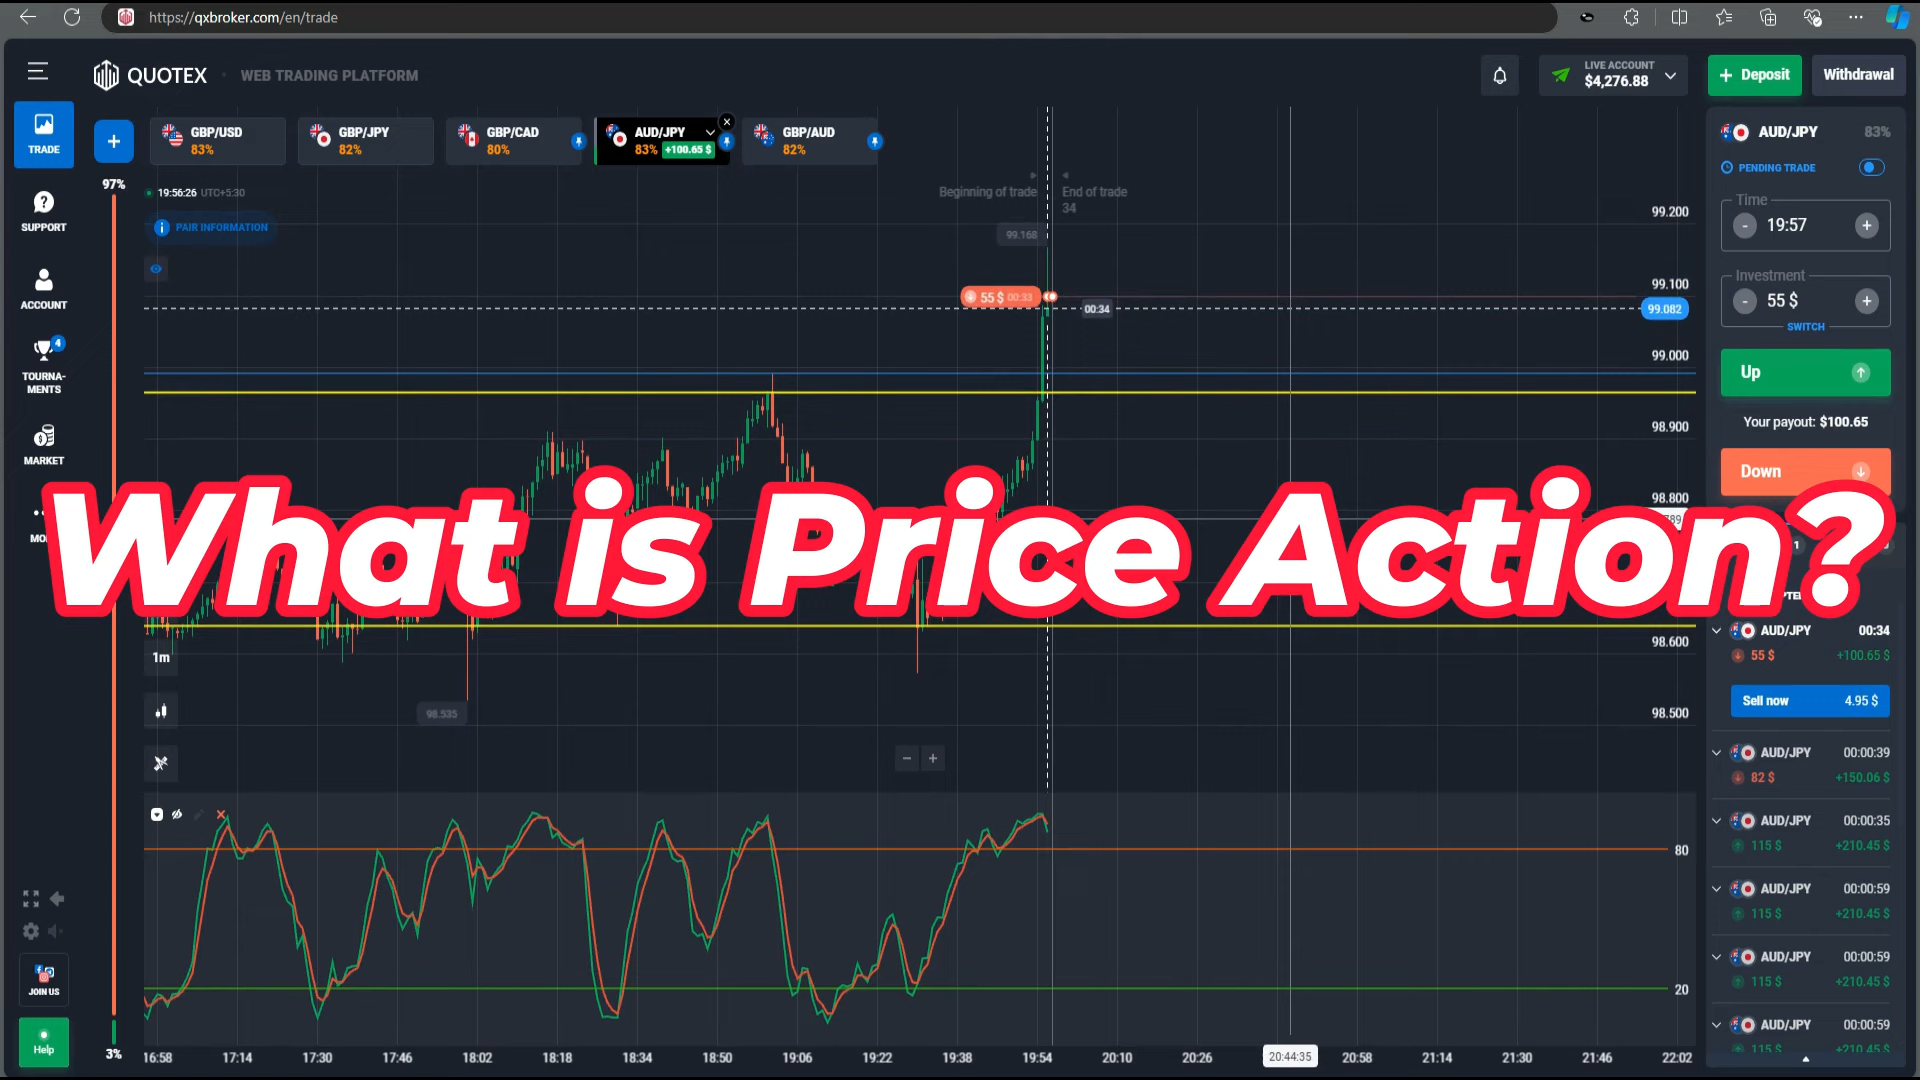 https://qxbroker.com/en/trade
QUOTEX
WEB TRADING PLATFORM
LIVE ACCOUNT
$4,276.88
+ Deposit
Withdrawal
TRADE
SUPPORT
ACCOUNT
4
TOURNA-
MENTS
MARKET
JOIN US
Help
+
GBP/USD
83%
GBP/JPY
82%
GBP/CAD
80%
AUD/JPY
83% +100.65 $
GBP/AUD
82%
97%
3%
19:56:26 UTC+5:30
PAIR INFORMATION
Beginning of trade
End of trade
34
99.168
55 $ 00:33
00:34
99.200
99.100
99.082
99.000
98.900
98.800
98.600
98.500
98.535
1m
What is Price Action?
80
20
16:58 17:14 17:30 17:46 18:02 18:18 18:34 18:50 19:06 19:22 19:38 19:54 20:10 20:26 20:44:35 20:58 21:14 21:30 21:46 22:02
AUD/JPY 83%
PENDING TRADE
Time
- 19:57 +
Investment
- 55 $ +
SWITCH
Up
Your payout: $100.65
Down
AUD/JPY 00:34
55 $ +100.65 $
Sell now 4.95 $
AUD/JPY 00:00:39
82 $ +150.06 $
AUD/JPY 00:00:35
115 $ +210.45 $
AUD/JPY 00:00:59
115 $ +210.45 $
AUD/JPY 00:00:59
115 $ +210.45 $
AUD/JPY 00:00:59
115 $ +210.45 $